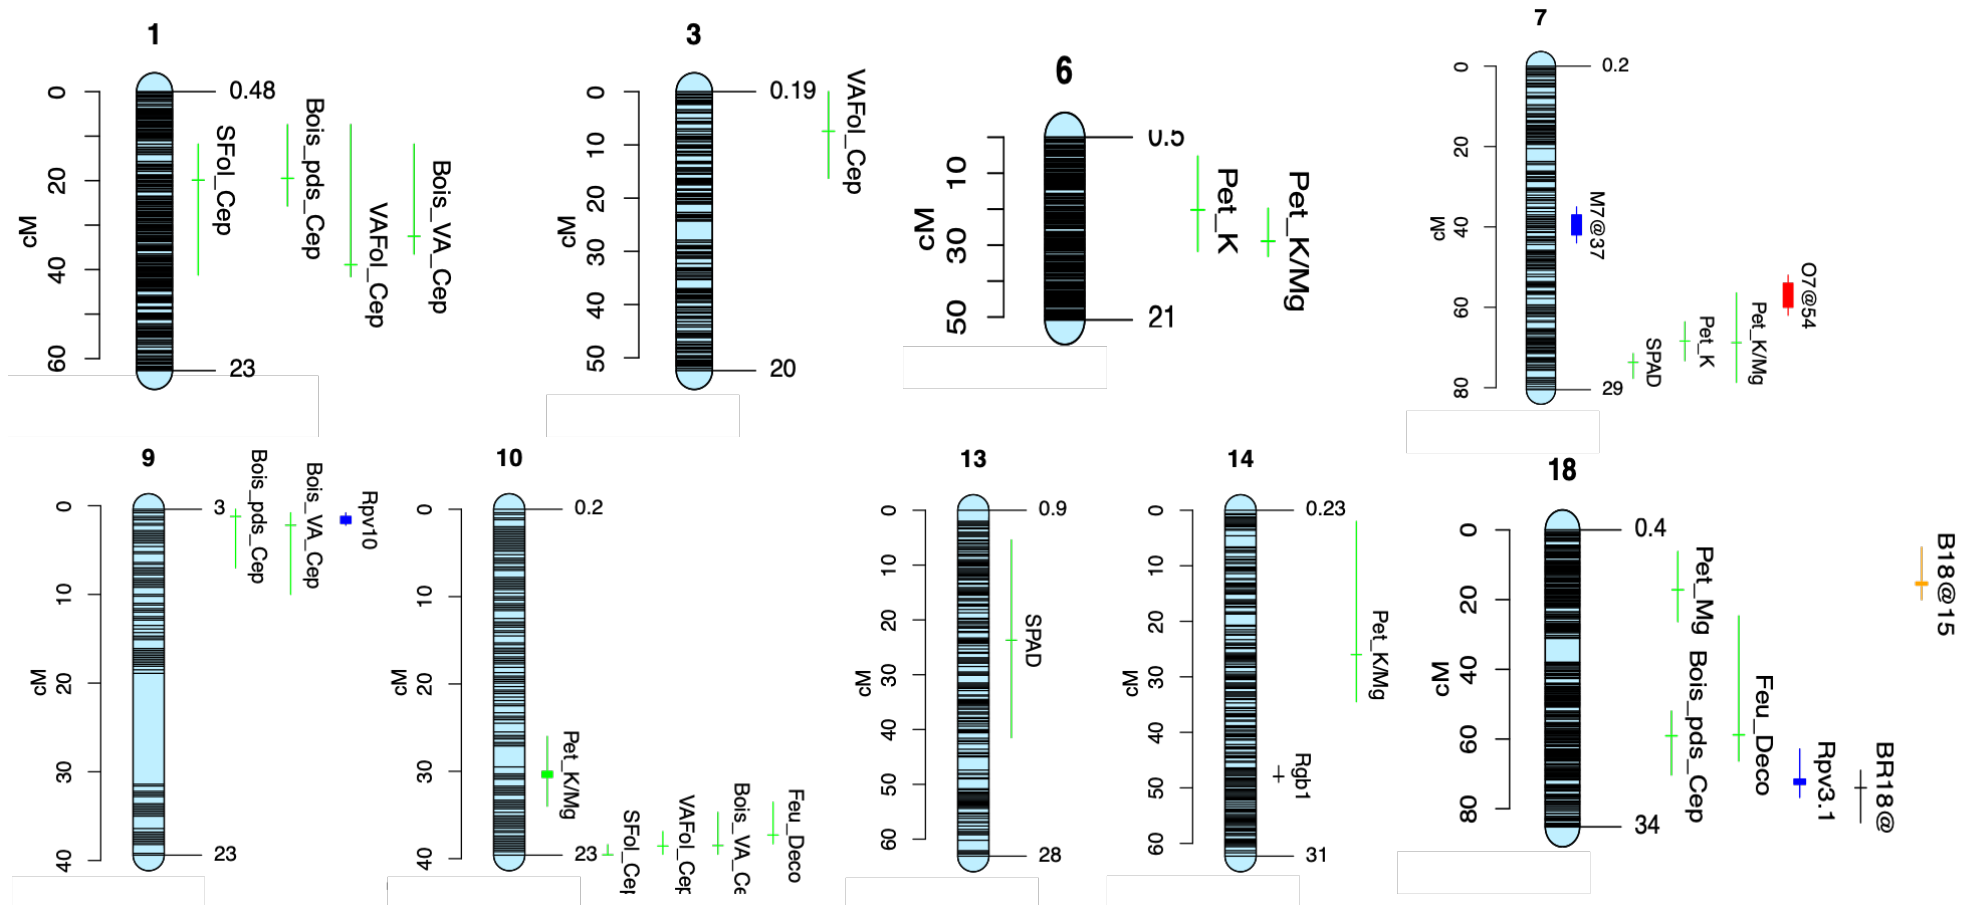 1
0
20
40
60
cM
0.48
23
SFol_Cep
Bois_pds_Cep
VAFol_Cep
Bois_VA_Cep
3
0
10
20
30
40
50
cM
0.19
20
VAFol_Cep
6
10
30
50
cM
0.5
21
Pet_K
Pet_K/Mg
7
0
20
40
60
80
cM
0.2
29
M7@37
SPAD
Pet_K
Pet_K/Mg
O7@54
9
0
10
20
30
40
cM
3
23
Bois_pds_Cep
Bois_VA_Cep
Rpv10
10
0
10
20
30
40
cM
0.2
23
Pet_K/Mg
SFol_Cep
VAFol_Cep
Bois_VA_Ce
Feu_Deco
13
0
10
20
30
40
50
60
cM
0.9
28
SPAD
14
0
10
20
30
40
50
60
cM
0.23
31
Rgb1
Pet_K/Mg
18
0
20
40
60
80
cM
0.4
34
Pet_Mg
Bois_pds_Cep
Feu_Deco
Rpv3.1
BR18@
B18@15